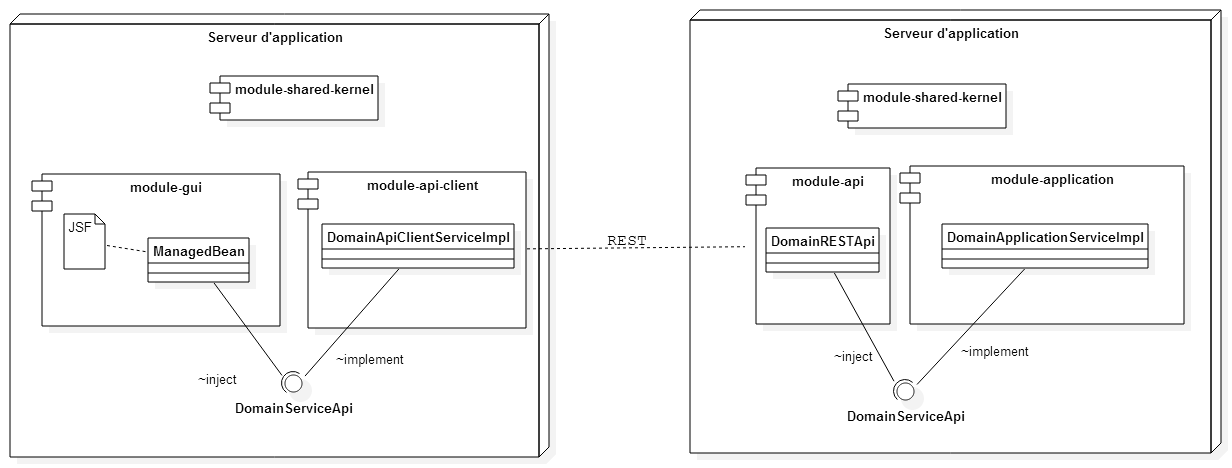 Serveur d'application
module-shared-kernel
module-gui
JSF
ManagedBean
module-api-client
DomainApiClientServiceImpl
~inject
~implement
DomainServiceApi
REST
Serveur d'application
module-shared-kernel
module-api
DomainRESTApi
module-application
DomainApplicationServiceImpl
~inject
~implement
DomainServiceApi